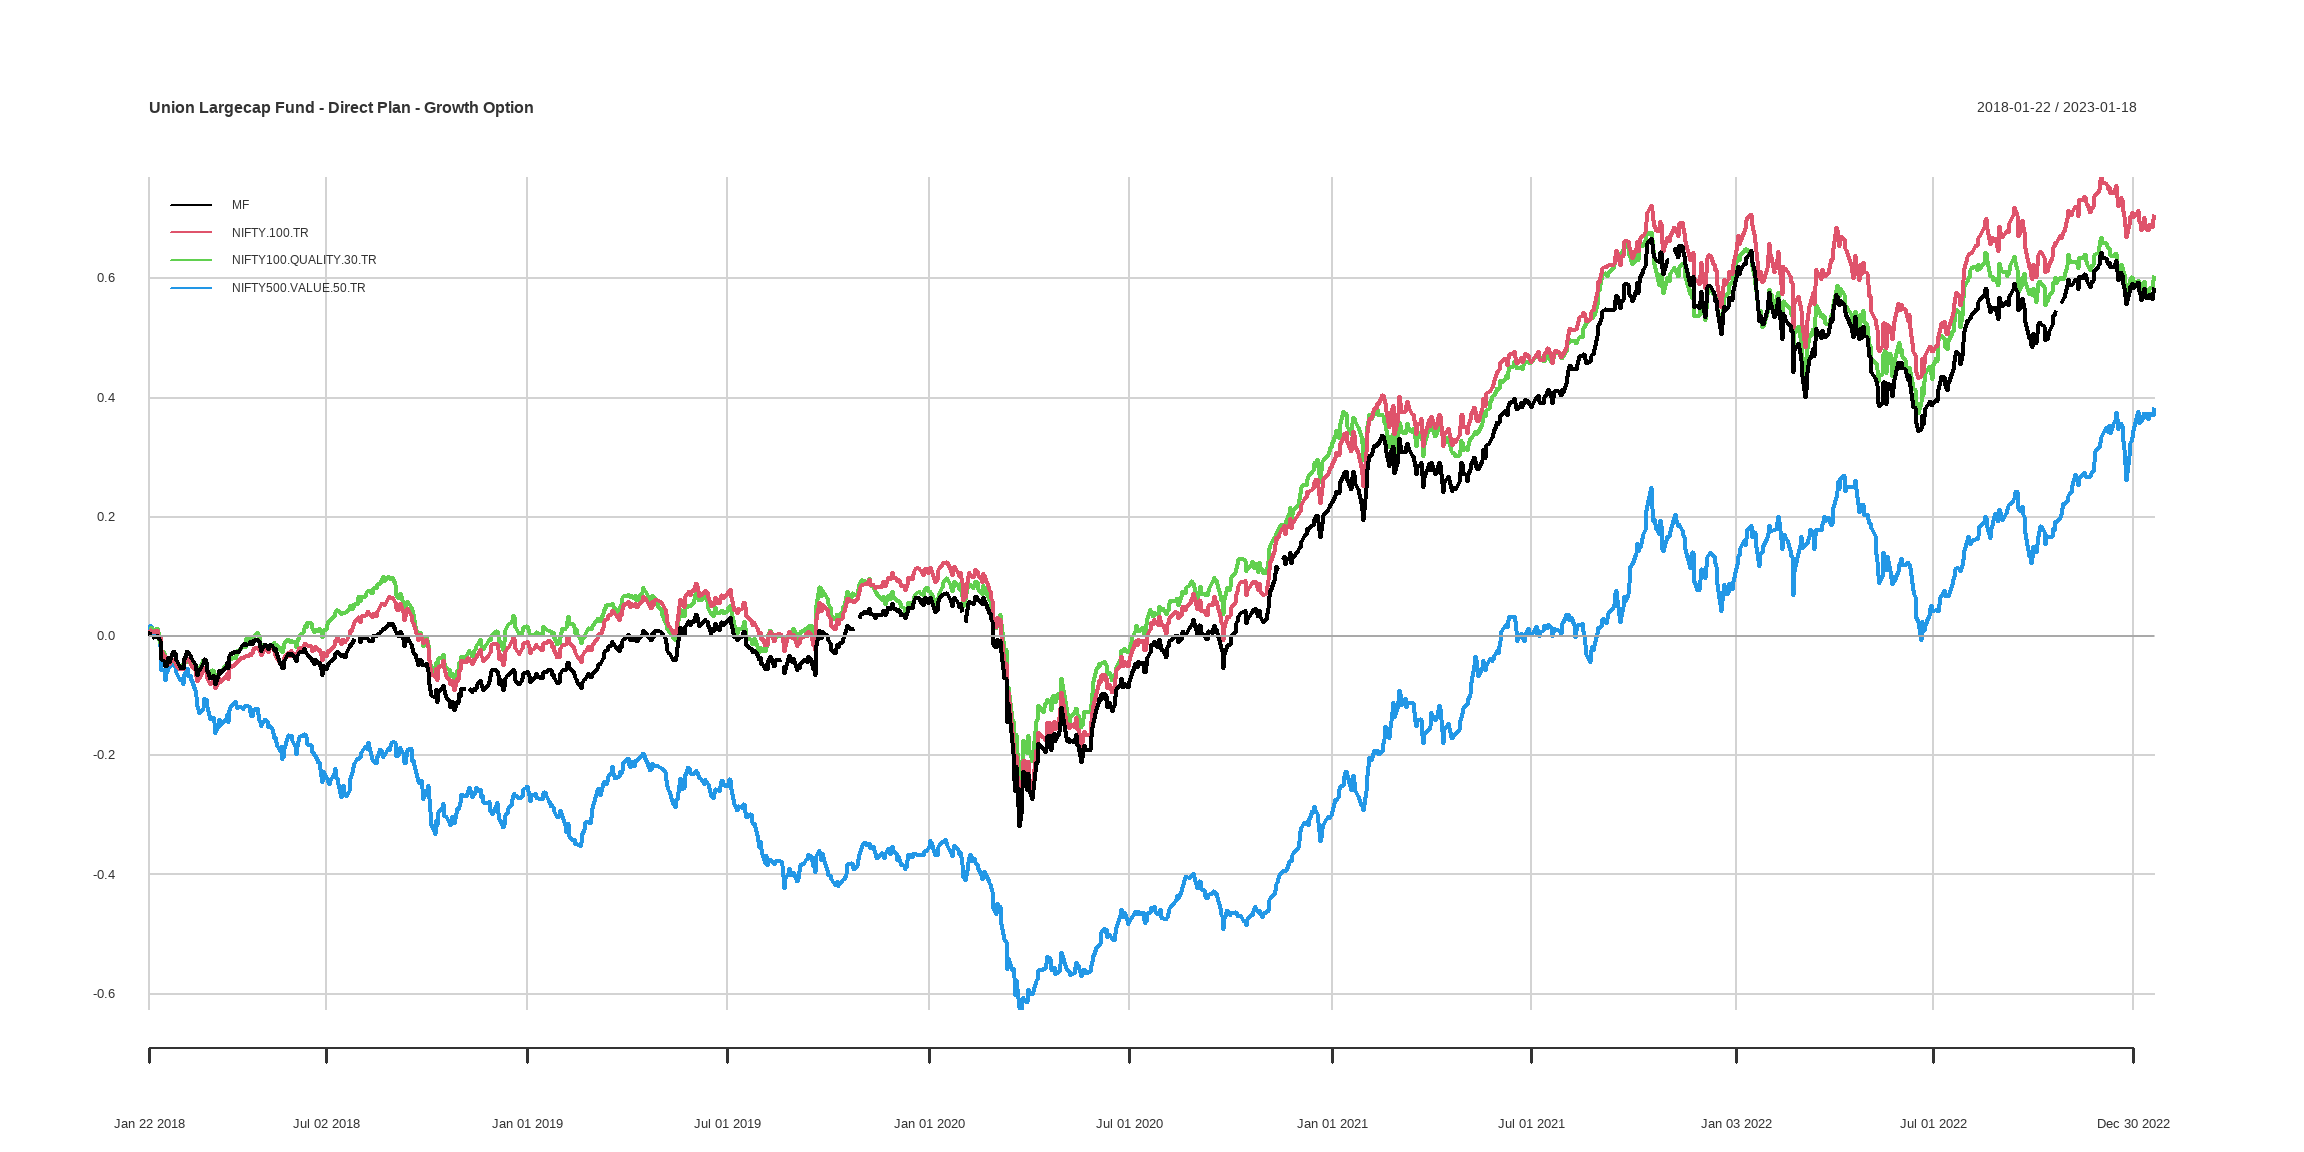 Union Largecap Fund - Direct Plan - Growth Option
2018-01-22 / 2023-01-18
MF
NIFTY.100.TR
NIFTY100.QUALITY.30.TR
NIFTY500.VALUE.50.TR
0.6
0.4
0.2
0.0
-0.2
-0.4
-0.6
Jan 22 2018
Jul 02 2018
Jan 01 2019
Jul 01 2019
Jan 01 2020
Jul 01 2020
Jan 01 2021
Jul 01 2021
Jan 03 2022
Jul 01 2022
Dec 30 2022